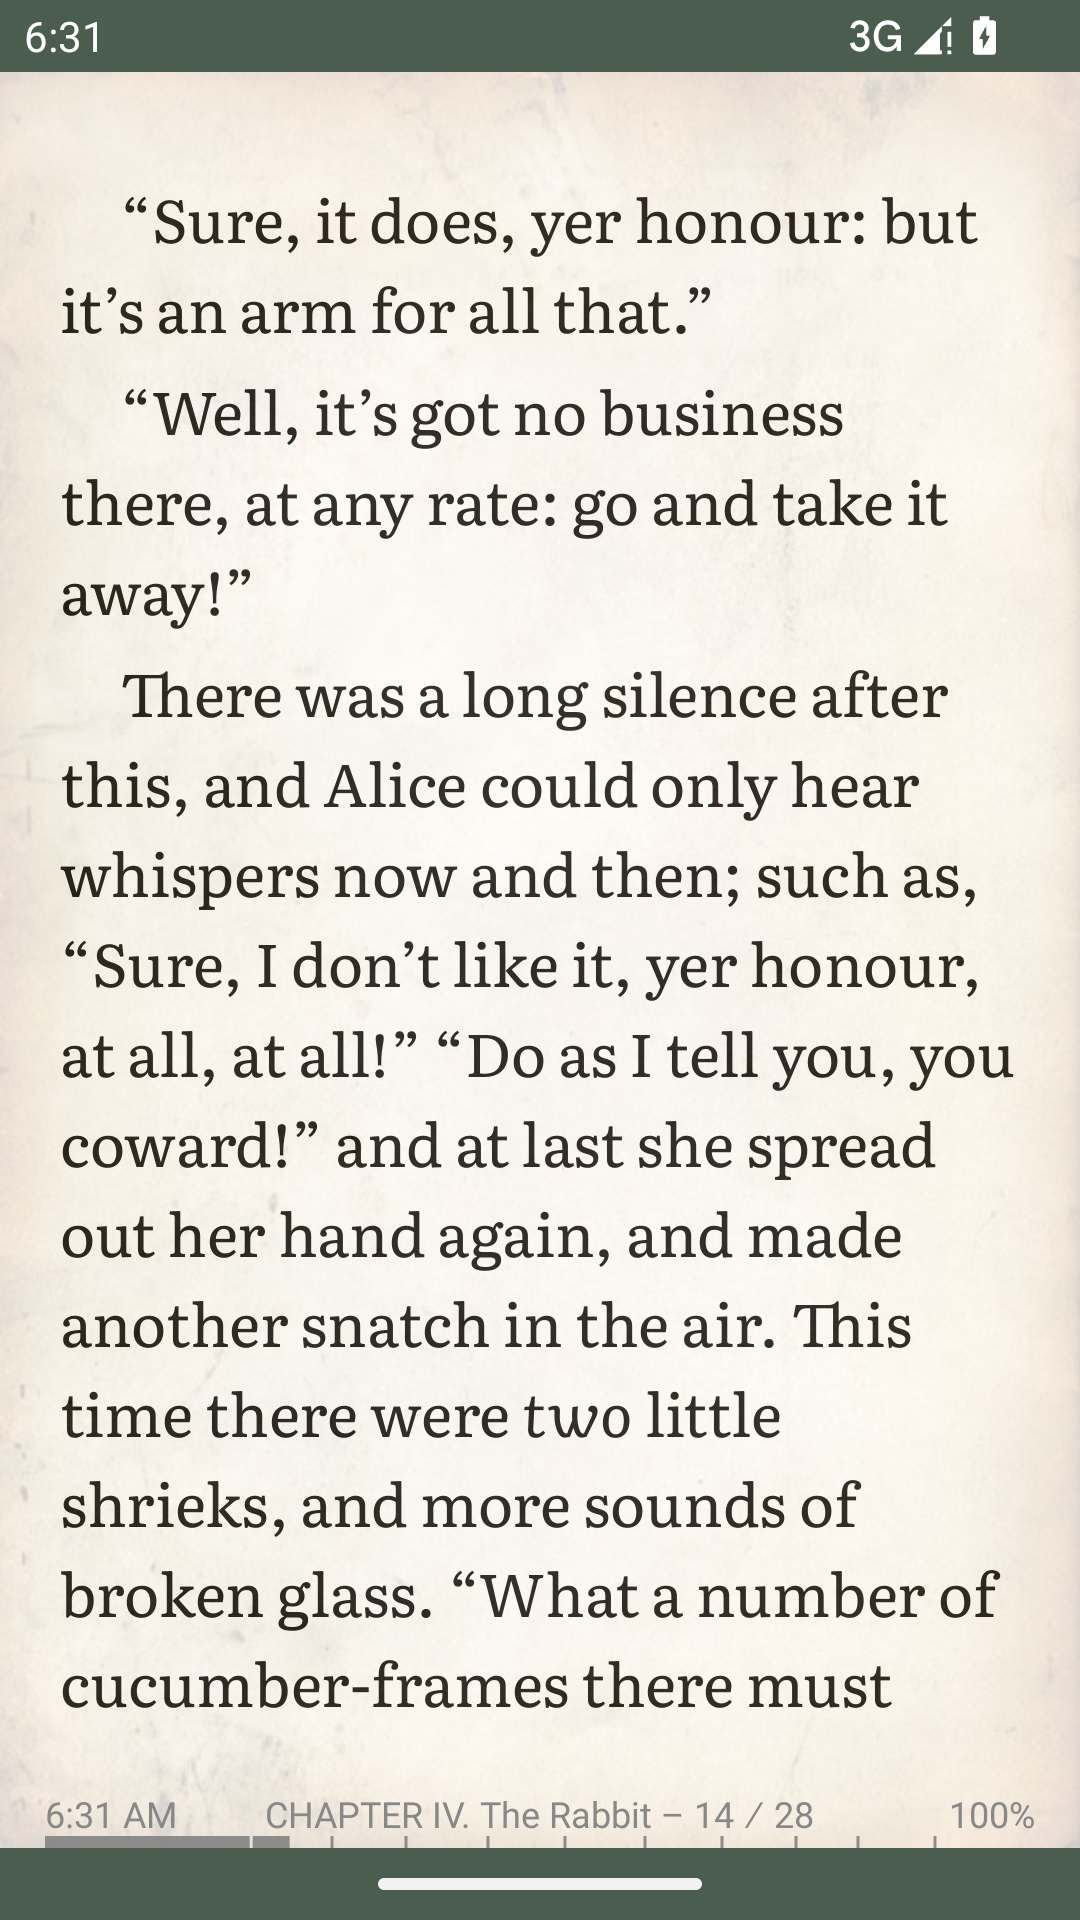 6:31
3G
“Sure, it does, yer honour: but
it’s an arm for all that.”
“Well, it’s got no business
there, at any rate: go and take it
away!”
There was a long silence after
this, and Alice could only hear
whispers now and then; such as,
“Sure, I don’t like it, yer honour,
at all, at all!” “Do as I tell you, you
coward!” and at last she spread
out her hand again, and made
another snatch in the air. This
time there were two little
shrieks, and more sounds of
broken glass. “What a number of
cucumber-frames there must
6:31 AM CHAPTER IV. The Rabbit – 14 / 28 100%